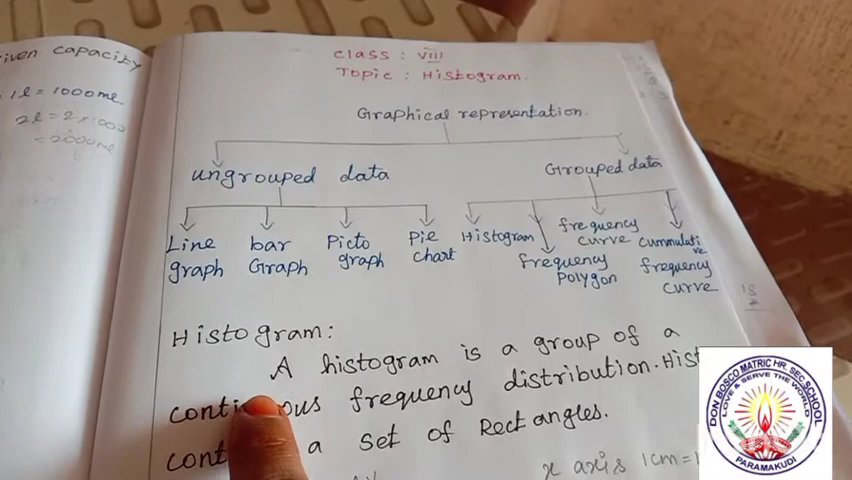 iven capacity
1l = 1000ml.
2l = 2 x 1000
= 2000ml
Class : VIII
Topic : Histogram.
Graphical representation.
ungrouped data
Grouped data
Line graph
bar Graph
Picto graph
Pie chart
Histogram
frequency Polygon
frequency curve
cummulative frequency curve
Histogram:
A histogram is a group of a
frequency distribution. Hist
cont a set of Rectangles.
x axis 1cm = 1
DON BOSCO MATRIC HR. SEC SCHOOL
LOVE & SERVE THE WORLD
PARAMAKUDI